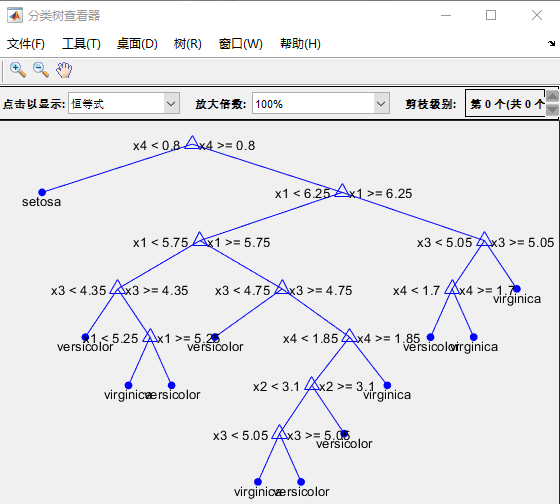 分类树查看器
文件(F) 工具(T) 桌面(D) 树(R) 窗口(W) 帮助(H)
点击以显示: 恒等式 放大倍数: 100% 剪枝级别: 第 0 个(共 0 个
x4 < 0.8 x4 >= 0.8
setosa
x1 < 6.25 x1 >= 6.25
x1 < 5.75 x1 >= 5.75
x3 < 5.05 x3 >= 5.05
x3 < 4.35 x3 >= 4.35
x3 < 4.75 x3 >= 4.75
x4 < 1.7 x4 >= 1.7
virginica
versicolor
x1 < 5.25 x1 >= 5.25
versicolor
x4 < 1.85 x4 >= 1.85
versicolor
virginica
virginica
versicolor
x2 < 3.1 x2 >= 3.1
virginica
x3 < 5.05 x3 >= 5.05
versicolor
virginica
versicolor